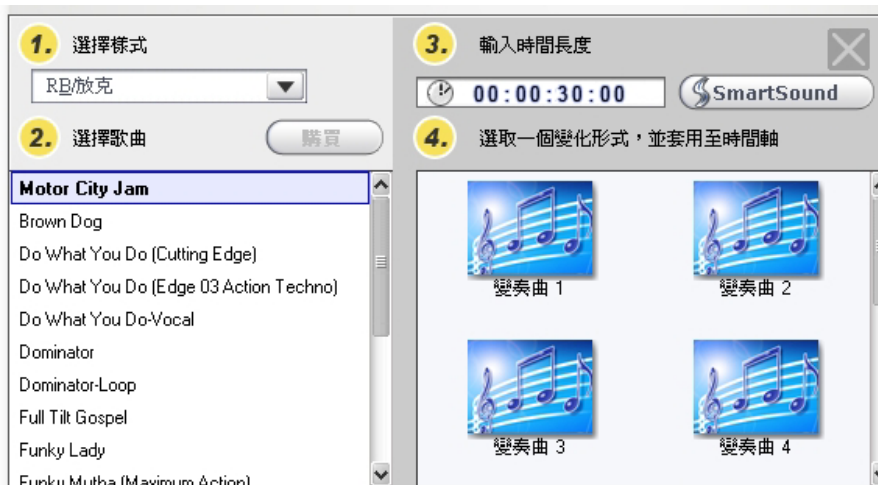 1. 選擇樣式
RB/放克
2. 選擇歌曲
購買
Motor City Jam
Brown Dog
Do What You Do (Cutting Edge)
Do What You Do (Edge 03 Action Techno)
Do What You Do-Vocal
Dominator
Dominator-Loop
Full Tilt Gospel
Funky Lady
Funky Mutha (Maximum Action)
3. 輸入時間長度
00:00:30:00
SmartSound
4. 選取一個變化形式，並套用至時間軸
變奏曲 1
變奏曲 2
變奏曲 3
變奏曲 4